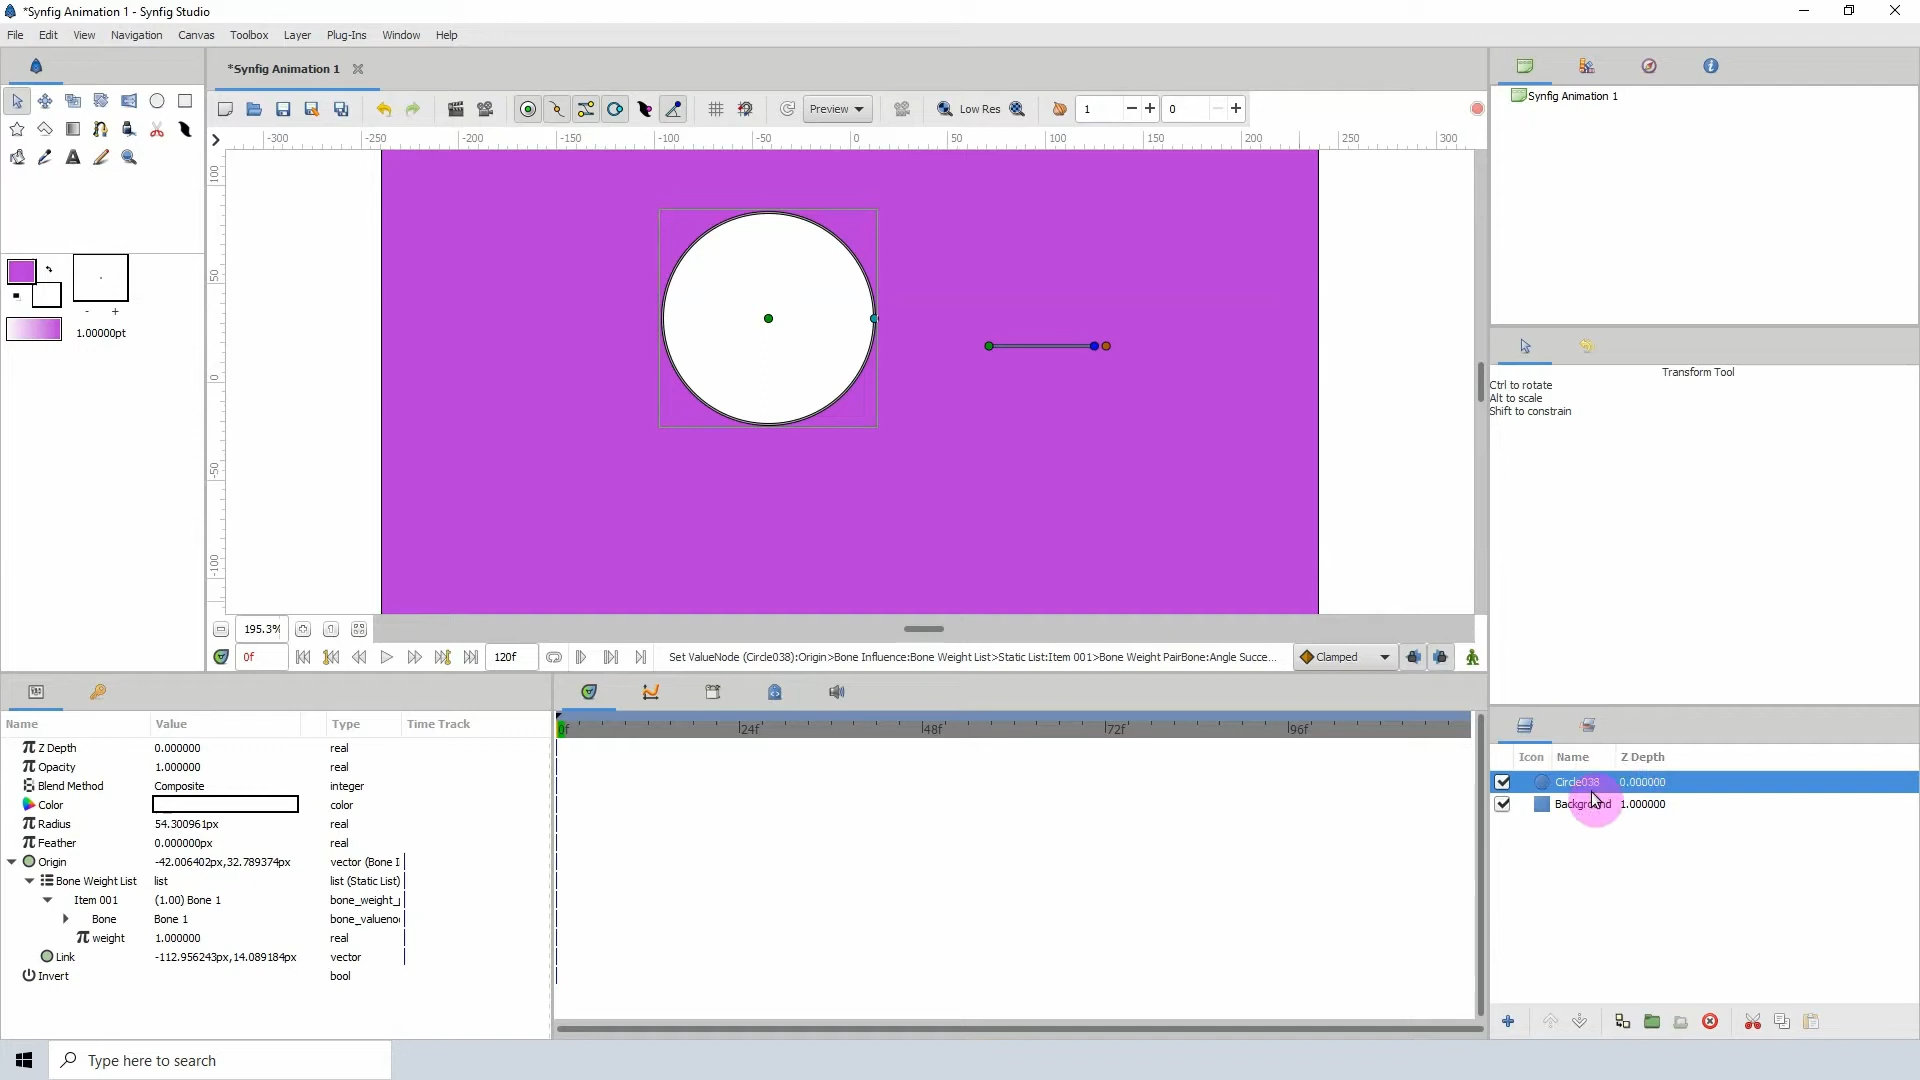 *Synfig Animation 1 - Synfig Studio
File Edit View Navigation Canvas Toolbox Layer Plug-Ins Window Help
*Synfig Animation 1
Preview Low Res 1 0
-300 -250 -200 -150 -100 -50 0 50 100 150 200 250 300
100
50
0
-50
-100
1.00000pt
Synfig Animation 1
Transform Tool
Ctrl to rotate
Alt to scale
Shift to constrain
195.3%
0f 120f Set ValueNode (Circle038):Origin>Bone Influence:Bone Weight List>Static List:Item 001>Bone Weight PairBone:Angle Succe... Clamped
Name Value Type Time Track
Z Depth 0.000000 real
Opacity 1.000000 real
Blend Method Composite integer
Color color
Radius 54.300961px real
Feather 0.000000px real
Origin -42.006402px,32.789374px vector (Bone I
Bone Weight List list list (Static List)
Item 001 (1.00) Bone 1 bone_weight_
Bone Bone 1 bone_valueno
weight 1.000000 real
Link -112.956243px,14.089184px vector
Invert bool
0f 24f 48f 72f 96f
Icon Name Z Depth
Circle038 0.000000
Background 1.000000
Type here to search